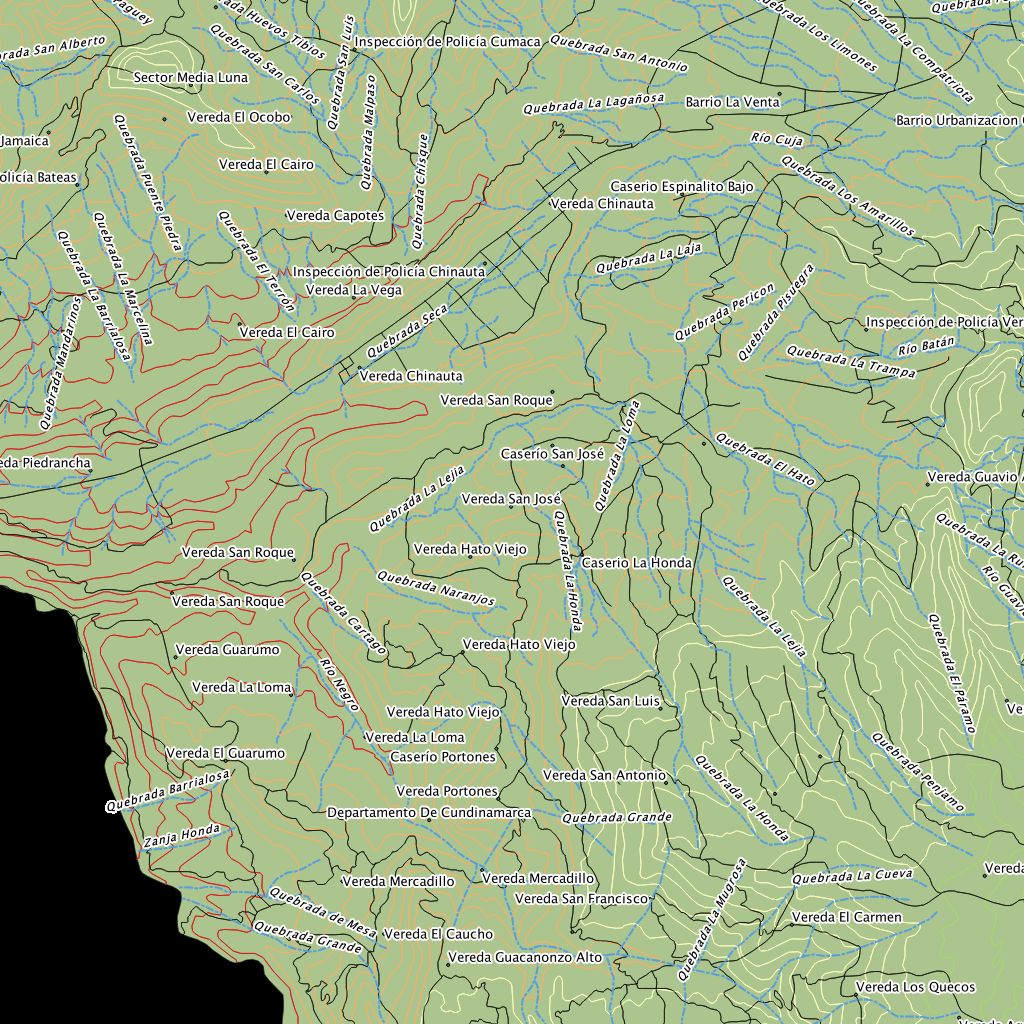 Quebrada Huevos Tibios
Quebrada San Luis
Inspección de Policía Cumaca
Quebrada San Antonio
Quebrada Los Limones
Quebrada La Compatriota
Quebrada San Carlos
Sector Media Luna
Quebrada Malpaso
Quebrada La Lagañosa
Barrio La Venta
Vereda El Ocobo
Barrio Urbanizacion
Jamaica
Río Cuja
Quebrada Puente Piedra
Quebrada Chisque
Vereda El Cairo
Quebrada Los Amarillos
Caserio Espinalito Bajo
Vereda Chinauta
Vereda Capotes
Quebrada La Marcelina
Quebrada El Terrón
Quebrada La Barrialosa
Quebrada La Laja
Inspección de Policía Chinauta
Vereda La Vega
Quebrada Pericon
Quebrada Pisuegra
Quebrada Mandarinos
Quebrada Seca
Vereda El Cairo
Inspección de Policía
Río Batán
Quebrada La Trampa
Vereda Chinauta
Vereda San Roque
Quebrada La Loma
Quebrada El Hato
Caserío San José
Piedrancha
Quebrada La Lejia
Vereda Guavio
Vereda San José
Quebrada La Honda
Vereda San Roque
Vereda Hato Viejo
Caserio La Honda
Quebrada La
Río
Quebrada Naranjos
Quebrada Cartago
Quebrada La Lejia
Vereda San Roque
Quebrada El Páramo
Vereda Guarumo
Vereda Hato Viejo
Río Negro
Vereda La Loma
Vereda San Luis
Vereda Hato Viejo
Vereda La Loma
Vereda El Guarumo
Caserío Portones
Quebrada Penjamo
Quebrada Barrialosa
Vereda San Antonio
Quebrada La Honda
Vereda Portones
Departamento De Cundinamarca
Quebrada Grande
Zanja Honda
Vereda Mercadillo
Vereda Mercadillo
Quebrada La Cueva
Quebrada La Mugrosa
Vereda San Francisco
Quebrada de Mesa
Vereda El Carmen
Quebrada Grande
Vereda El Caucho
Vereda Guacanonzo Alto
Vereda Los Quecos